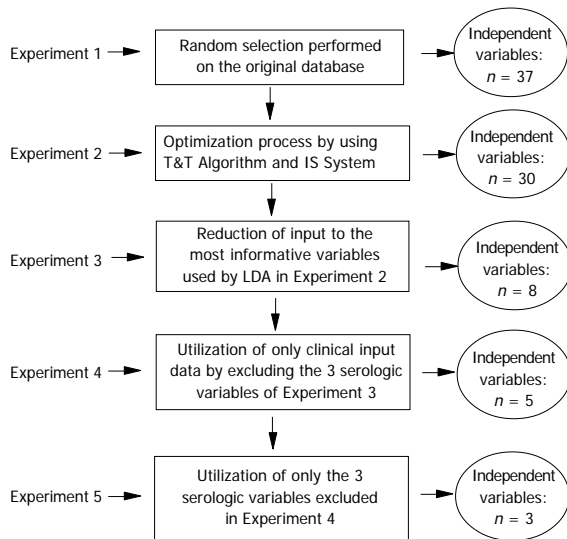 Experiment 1
Random selection performed
on the original database
Independent
variables:
n = 37
Experiment 2
Optimization process by using
T&T Algorithm and IS System
Independent
variables:
n = 30
Experiment 3
Reduction of input to the
most informative variables
used by LDA in Experiment 2
Independent
variables:
n = 8
Experiment 4
Utilization of only clinical input
data by excluding the 3 serologic
variables of Experiment 3
Independent
variables:
n = 5
Experiment 5
Utilization of only the 3
serologic variables excluded
in Experiment 4
Independent
variables:
n = 3